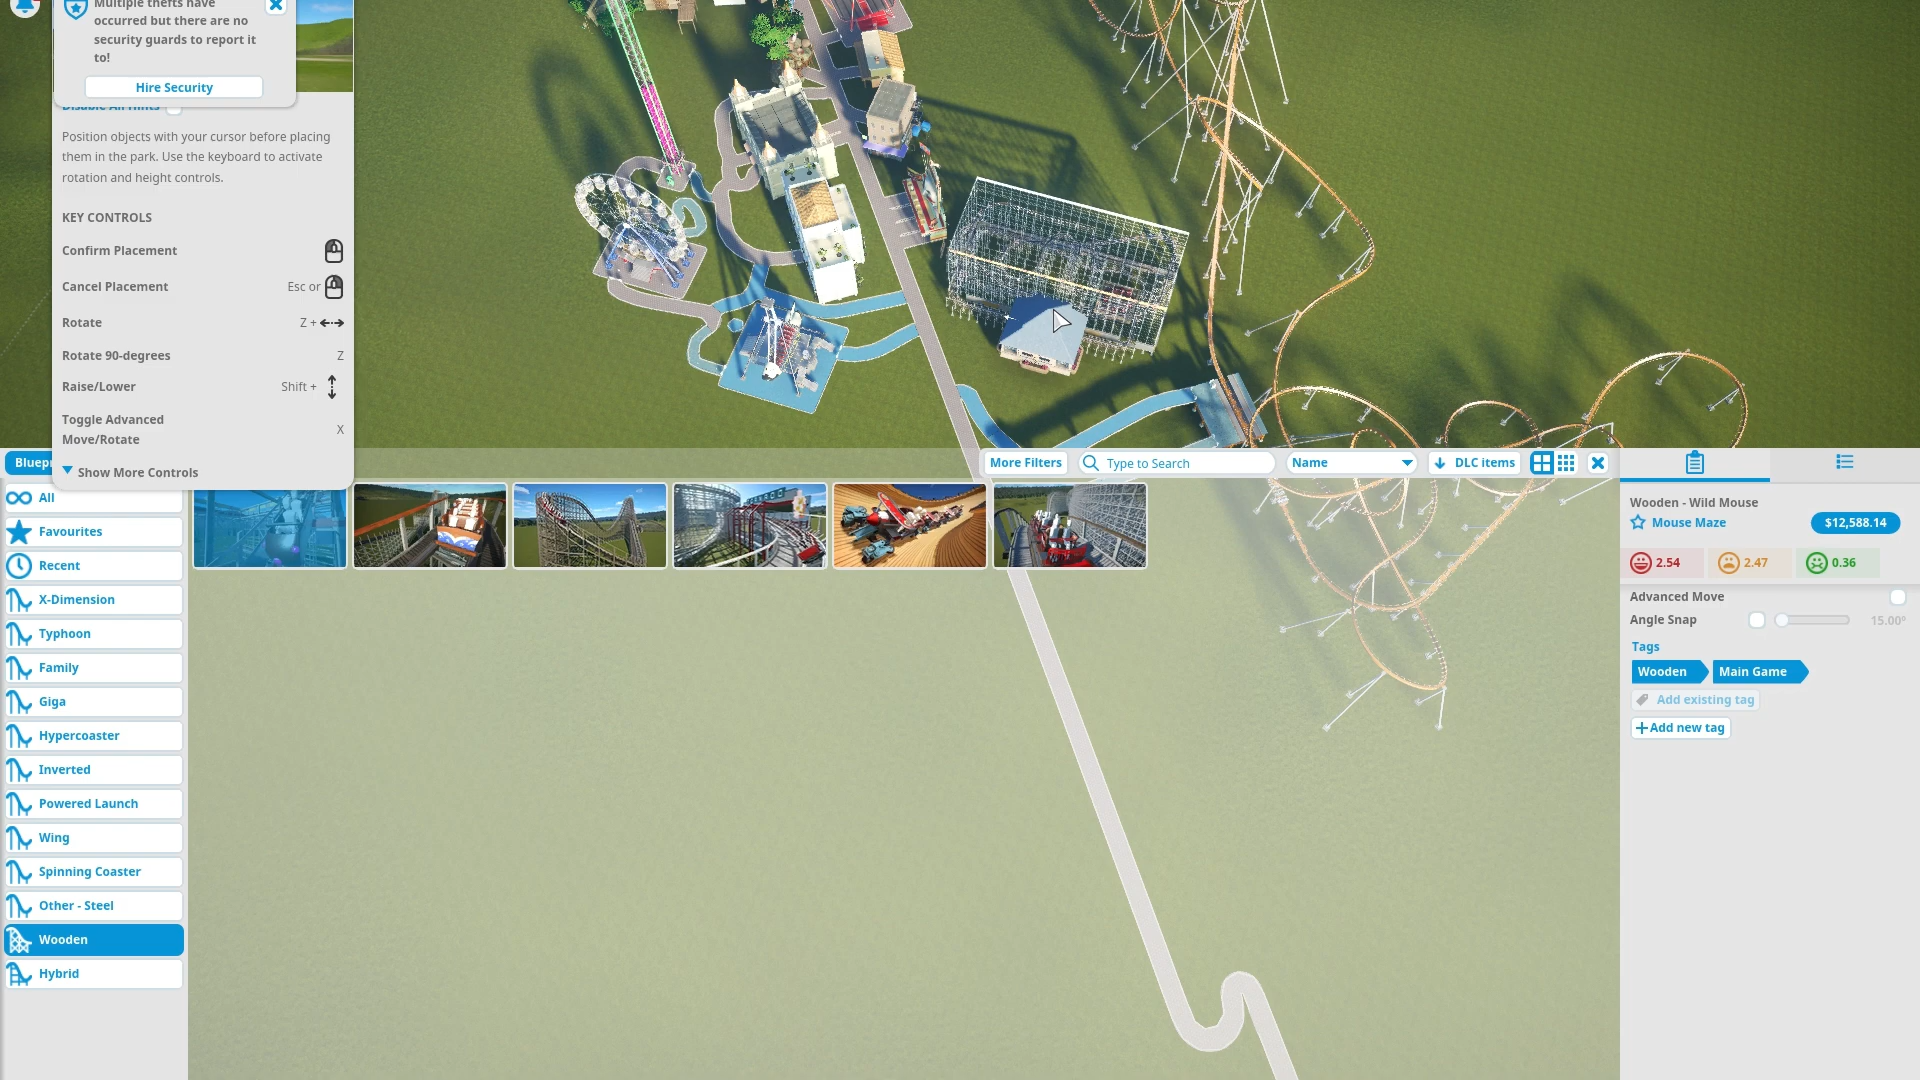 Multiple thefts have
occurred but there are no
security guards to report it
to!
Hire Security
Disable All Hints
Position objects with your cursor before placing
them in the park. Use the keyboard to activate
rotation and height controls.
KEY CONTROLS
Confirm Placement
Cancel Placement Esc or
Rotate Z +
Rotate 90-degrees Z
Raise/Lower Shift +
Toggle Advanced
Move/Rotate X
Show More Controls
Bluepr
More Filters
Type to Search
Name
DLC items
All
Favourites
Recent
X-Dimension
Typhoon
Family
Giga
Hypercoaster
Inverted
Powered Launch
Wing
Spinning Coaster
Other - Steel
Wooden
Hybrid
Wooden - Wild Mouse
Mouse Maze $12,588.14
2.54 2.47 0.36
Advanced Move
Angle Snap 15.00°
Tags
Wooden Main Game
Add existing tag
Add new tag